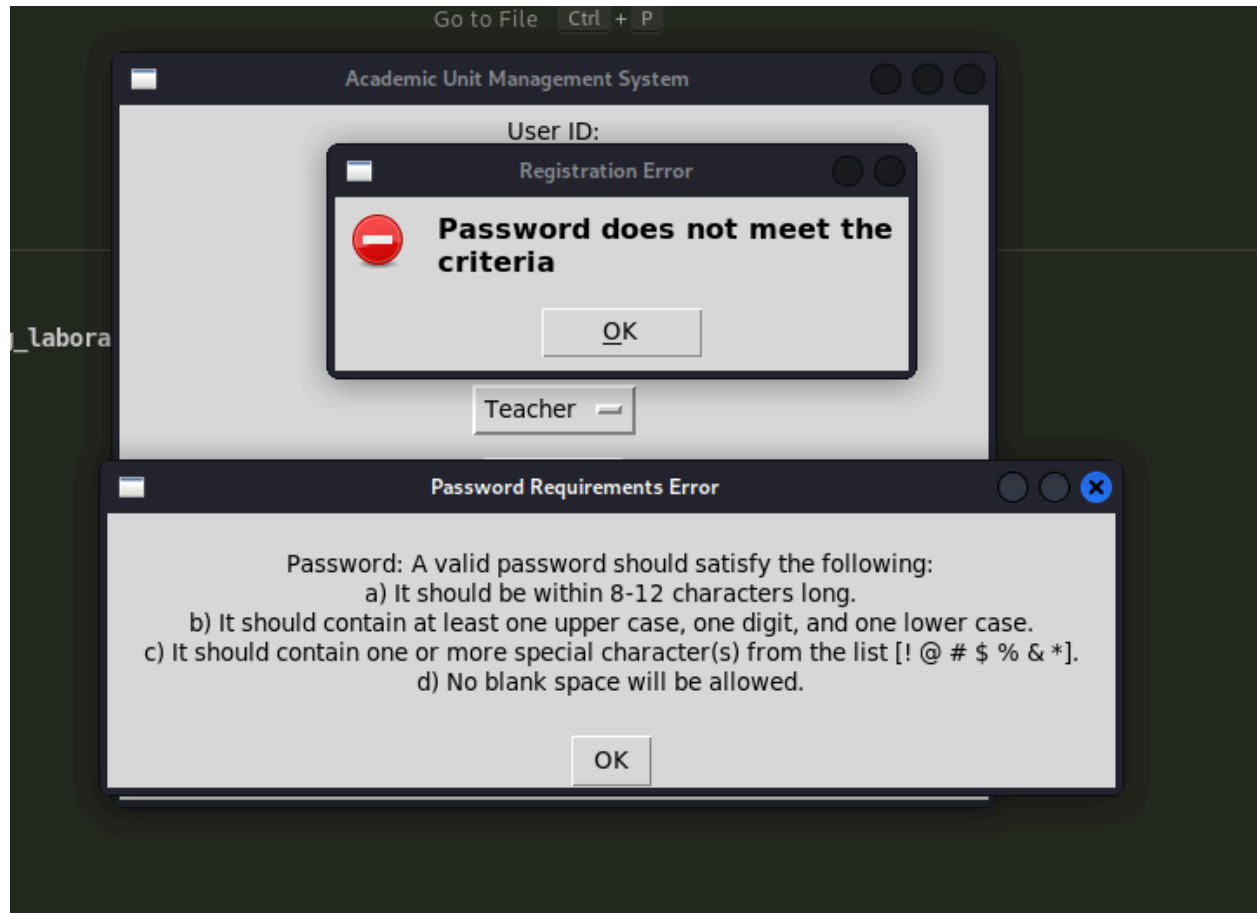 Go to File Ctrl + P
Academic Unit Management System
User ID:
Registration Error
Password does not meet the
criteria
OK
_labora
Teacher
Password Requirements Error
Password: A valid password should satisfy the following:
a) It should be within 8-12 characters long.
b) It should contain at least one upper case, one digit, and one lower case.
c) It should contain one or more special character(s) from the list [! @ # $ % & *].
d) No blank space will be allowed.
OK